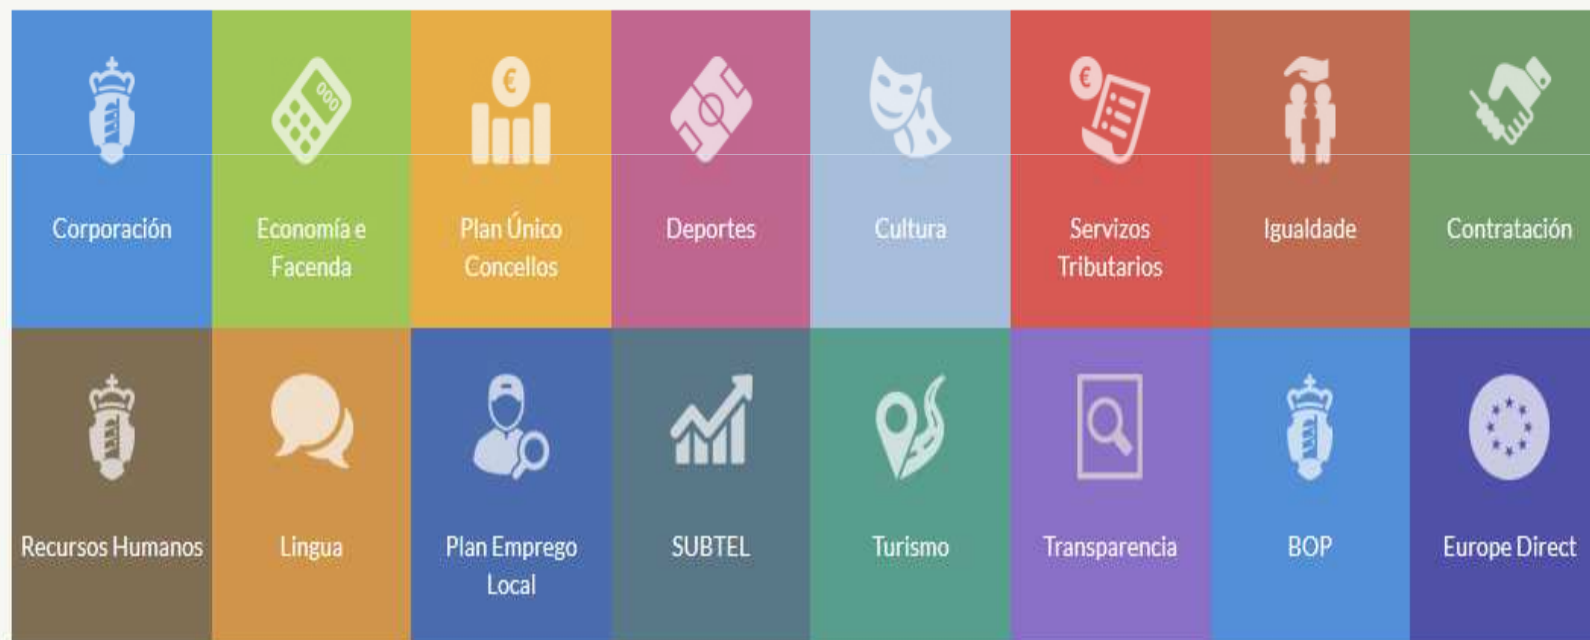 Corporación
Economía e
Facenda
Plan Único
Concellos
Deportes
Cultura
Servizos
Tributarios
Igualdade
Contratación
Recursos Humanos
Lingua
Plan Emprego
Local
SUBTEL
Turismo
Transparencia
BOP
Europe Direct